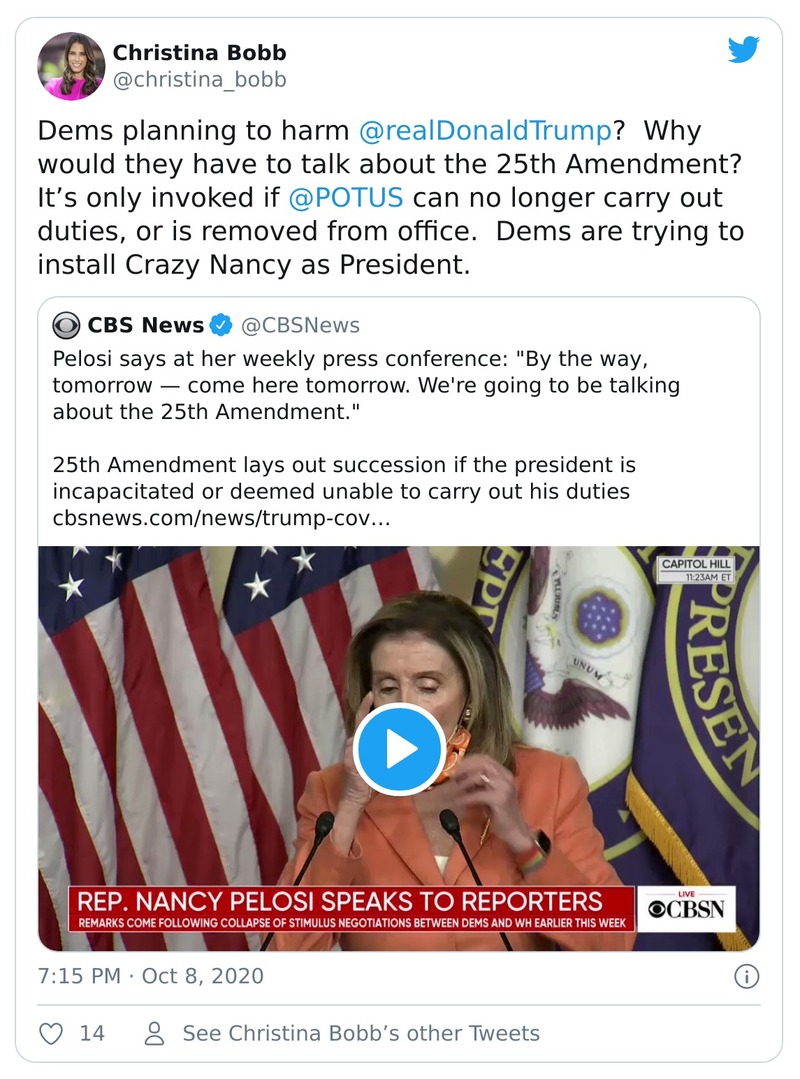 Christina Bobb
@christina_bobb
Dems planning to harm @realDonaldTrump?  Why
would they have to talk about the 25th Amendment?
It’s only invoked if @POTUS can no longer carry out
duties, or is removed from office.  Dems are trying to
install Crazy Nancy as President.
CBS News @CBSNews
Pelosi says at her weekly press conference: "By the way,
tomorrow — come here tomorrow. We're going to be talking
about the 25th Amendment."
25th Amendment lays out succession if the president is
incapacitated or deemed unable to carry out his duties
cbsnews.com/news/trump-cov…
CAPITOL HILL
11:23AM ET
EPT
PRESEN
UNUM
REP. NANCY PELOSI SPEAKS TO REPORTERS
REMARKS COME FOLLOWING COLLAPSE OF STIMULUS NEGOTIATIONS BETWEEN DEMS AND WH EARLIER THIS WEEK
LIVE
CBSN
7:15 PM · Oct 8, 2020
14
See Christina Bobb’s other Tweets